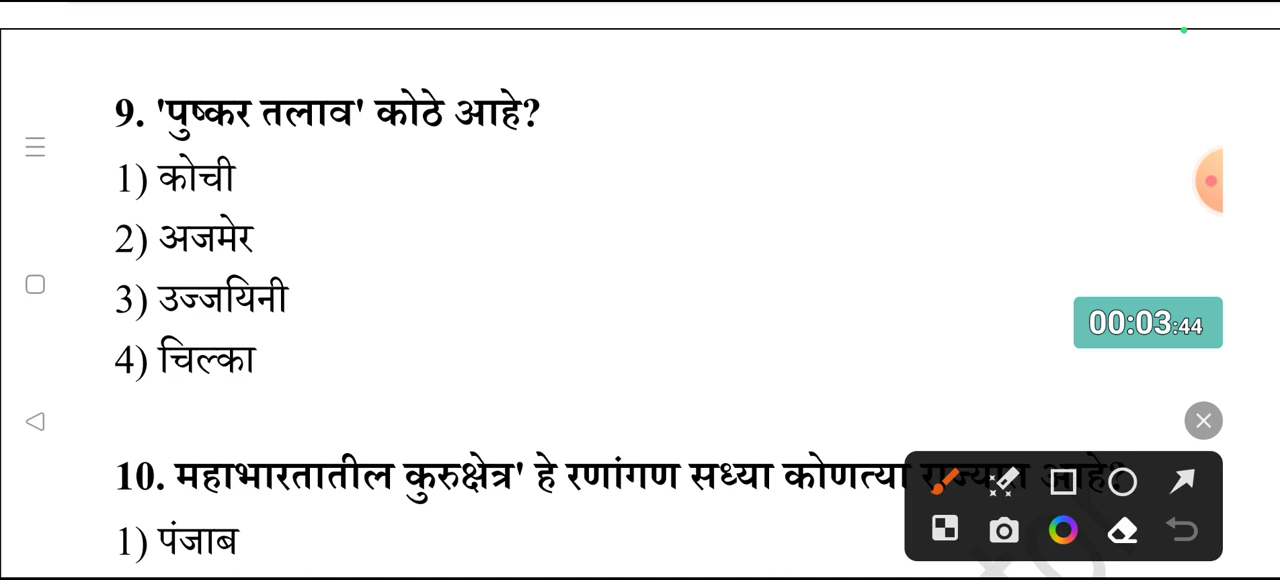 9. 'पुष्कर तलाव' कोठे आहे?
1) कोची
2) अजमेर
3) उज्जयिनी
4) चिल्का
00:03:44
10. महाभारतातील कुरुक्षेत्र' हे रणांगण सध्या कोणत्या राज्यात आहे?
1) पंजाब